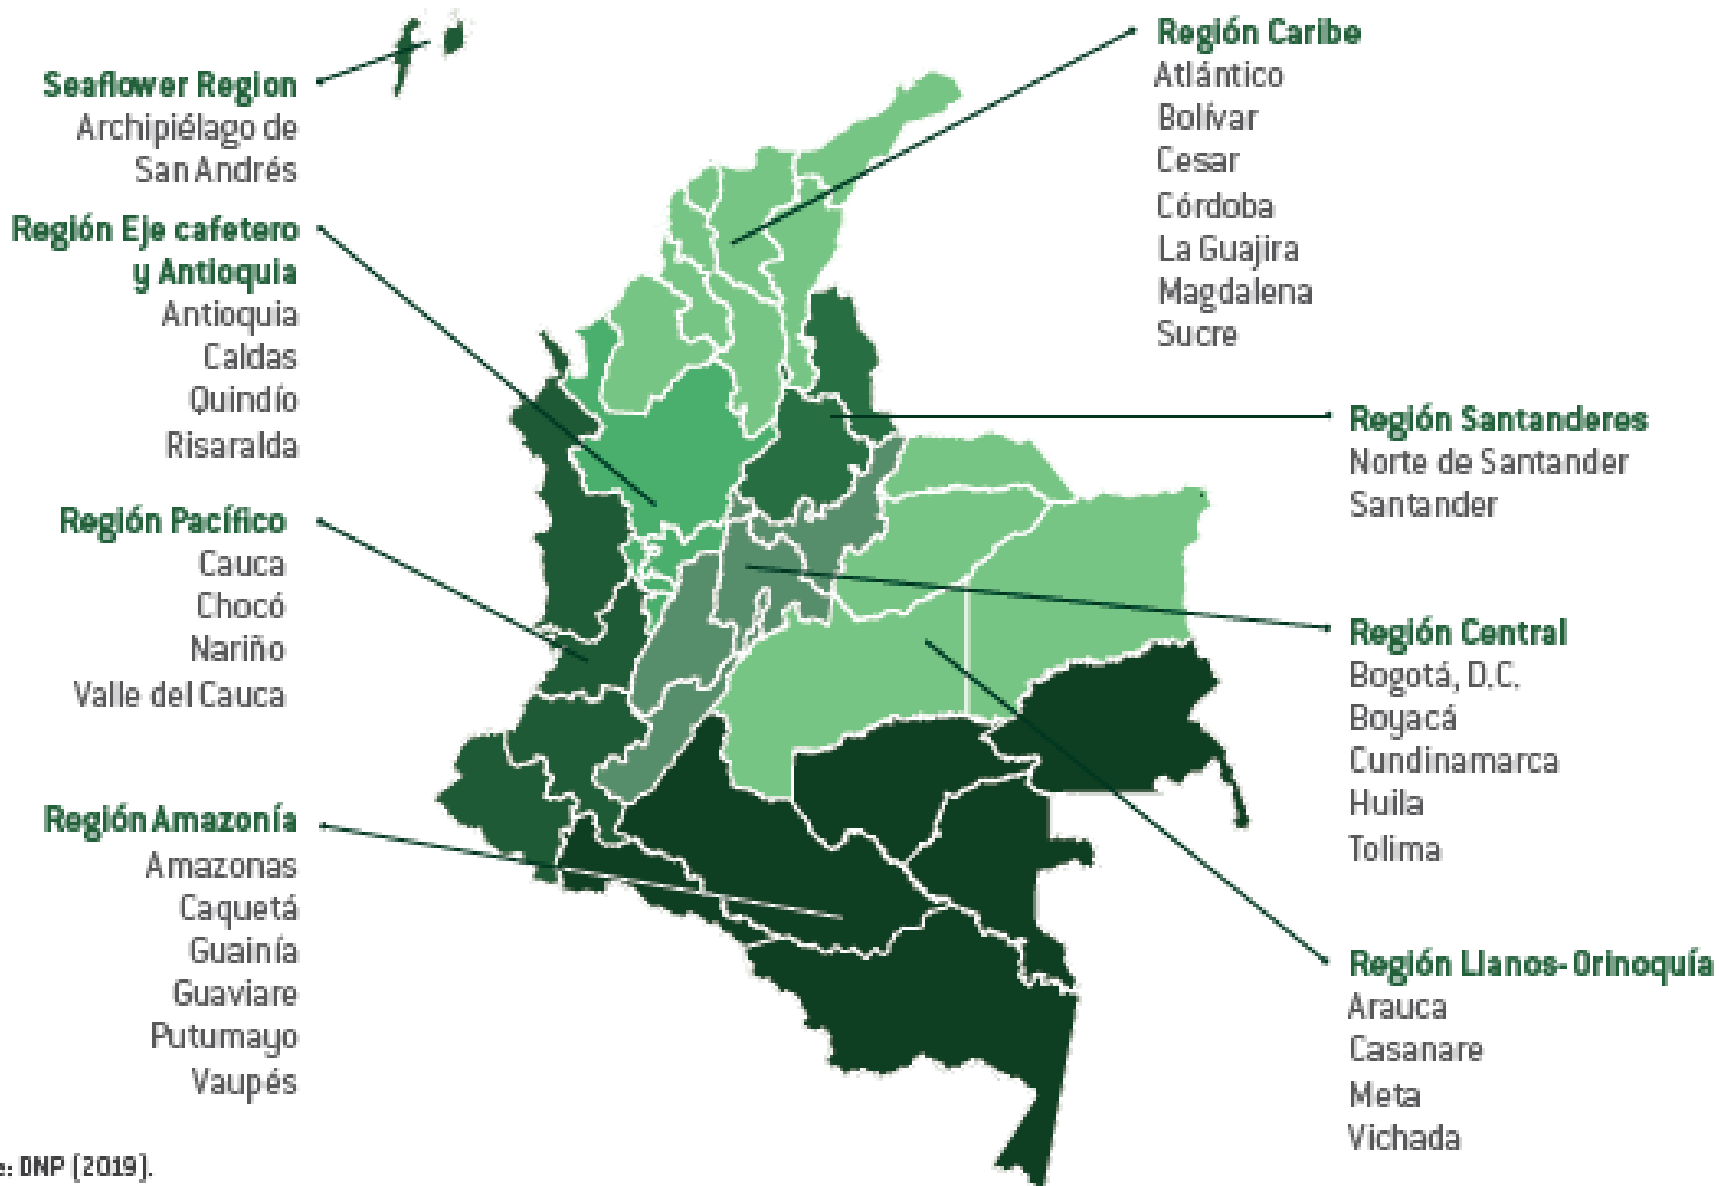 Seaflower Region
Archipiélago de
San Andrés
Región Eje cafetero
y Antioquia
Antioquia
Caldas
Quindío
Risaralda
Región Pacífico
Cauca
Chocó
Nariño
Valle del Cauca
Región Amazonía
Amazonas
Caquetá
Guainía
Guaviare
Putumayo
Vaupés
Región Caribe
Atlántico
Bolívar
Cesar
Córdoba
La Guajira
Magdalena
Sucre
Región Santanderes
Norte de Santander
Santander
Región Central
Bogotá, D.C.
Boyacá
Cundinamarca
Huila
Tolima
Región Llanos-Orinoquía
Arauca
Casanare
Meta
Vichada
e: DNP (2019).